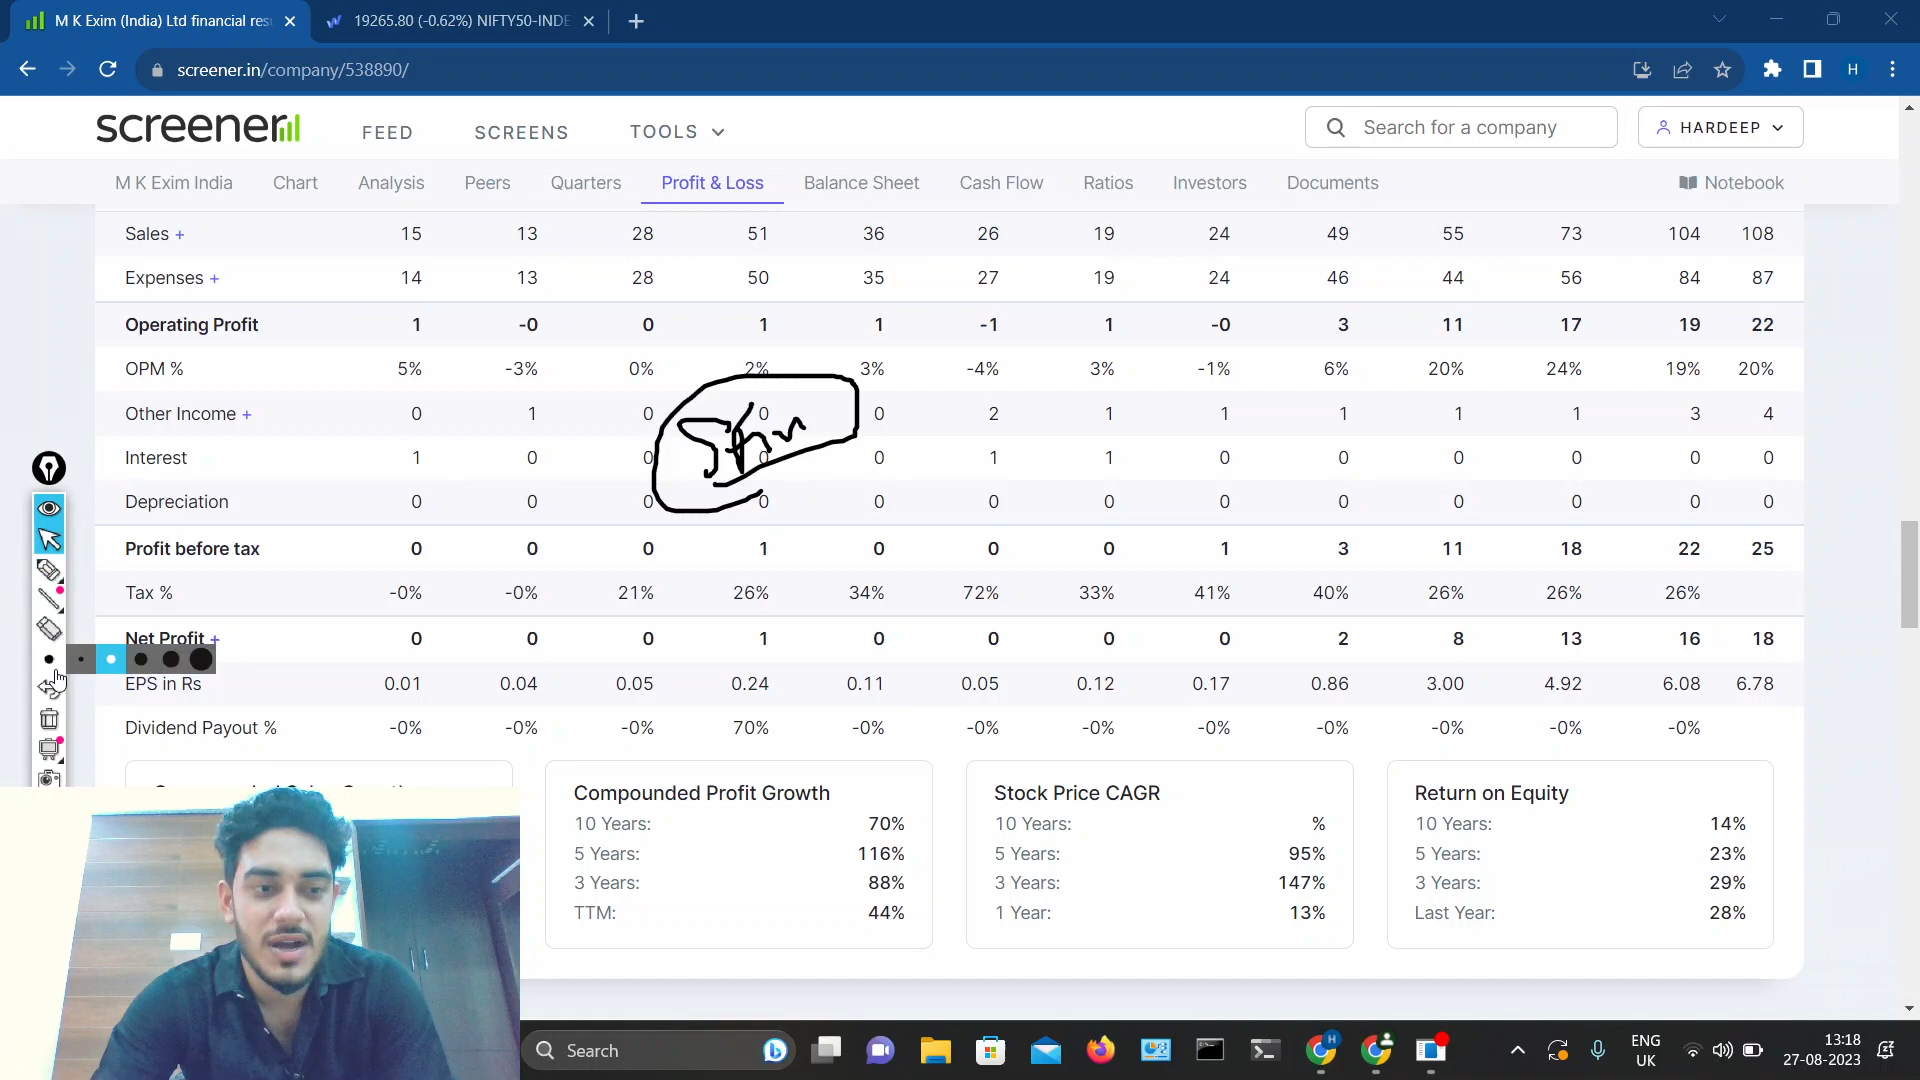 M K Exim (India) Ltd financial res
19265.80 (-0.62%) NIFTY50-INDE
screener.in/company/538890/
H
screener
FEED SCREENS TOOLS
Search for a company
HARDEEP
M K Exim India Chart Analysis Peers Quarters Profit & Loss Balance Sheet Cash Flow Ratios Investors Documents Notebook
Sales + 15 13 28 51 36 26 19 24 49 55 73 104 108
Expenses + 14 13 28 50 35 27 19 24 46 44 56 84 87
Operating Profit 1 -0 0 1 1 -1 1 -0 3 11 17 19 22
OPM % 5% -3% 0% 2% 3% -4% 3% -1% 6% 20% 24% 19% 20%
Other Income + 0 1 0 0 0 2 1 1 1 1 1 3 4
Interest 1 0 0 0 0 1 1 0 0 0 0 0 0
Depreciation 0 0 0 0 0 0 0 0 0 0 0 0 0
Profit before tax 0 0 0 1 0 0 0 1 3 11 18 22 25
Tax % -0% -0% 21% 26% 34% 72% 33% 41% 40% 26% 26% 26%
Net Profit + 0 0 0 1 0 0 0 0 2 8 13 16 18
EPS in Rs 0.01 0.04 0.05 0.24 0.11 0.05 0.12 0.17 0.86 3.00 4.92 6.08 6.78
Dividend Payout % -0% -0% -0% 70% -0% -0% -0% -0% -0% -0% -0% -0%
Compounded Profit Growth
10 Years: 70%
5 Years: 116%
3 Years: 88%
TTM: 44%
Stock Price CAGR
10 Years: %
5 Years: 95%
3 Years: 147%
1 Year: 13%
Return on Equity
10 Years: 14%
5 Years: 23%
3 Years: 29%
Last Year: 28%
Search
ENG
UK
13:18
27-08-2023